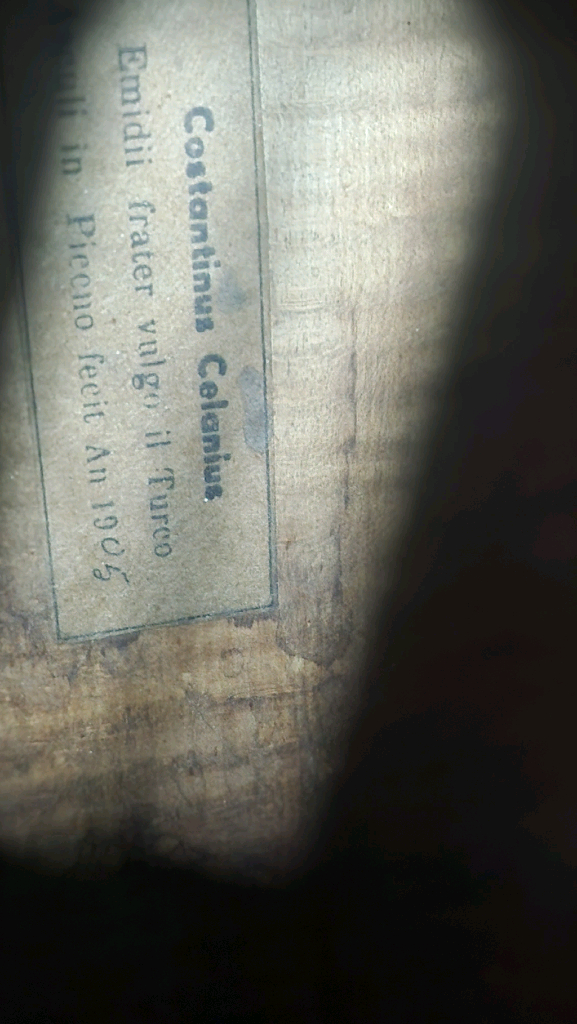 Costantinus Celanius
Emidii frater vulgo il Turco
in Piceno fecit An 1905